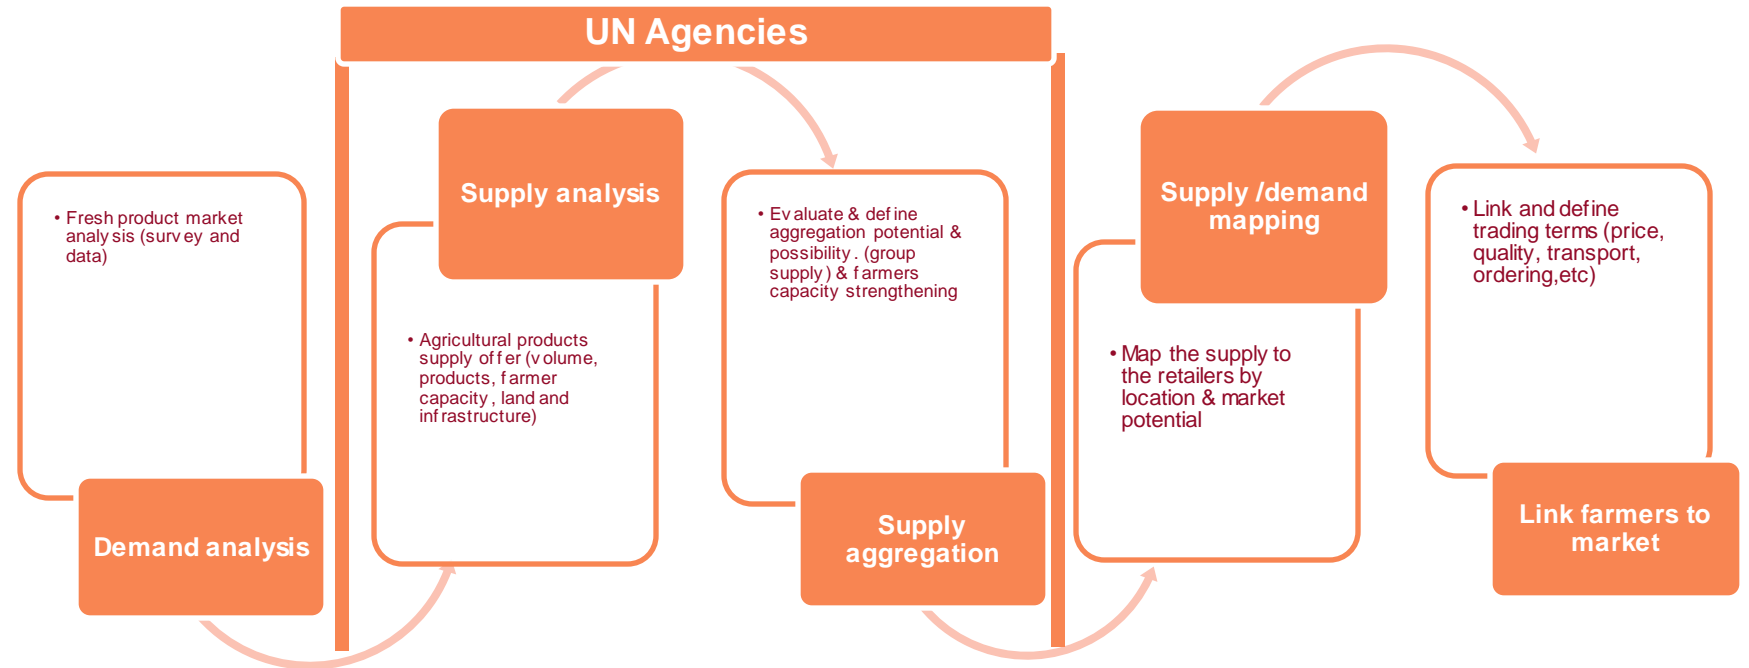 UN Agencies
• Fresh product market
analysis (survey and
data)
Demand analysis
Supply analysis
• Agricultural products
supply offer (volume,
products, farmer
capacity, land and
infrastructure)
• Evaluate & define
aggregation potential &
possibility. (group
supply) & farmers
capacity strengthening
Supply
aggregation
Supply /demand
mapping
• Map the supply to
the retailers by
location & market
potential
• Link and define
trading terms (price,
quality, transport,
ordering,etc)
Link farmers to
market